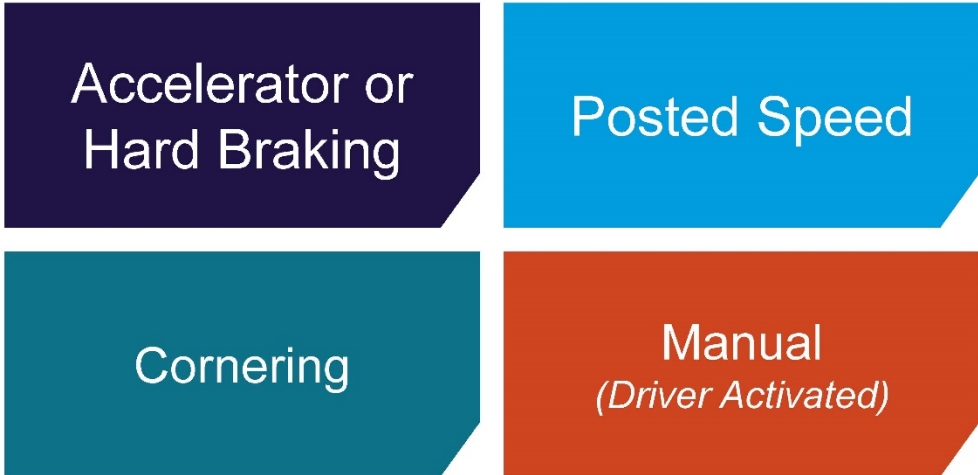 Accelerator or
Hard Braking
Posted Speed
Cornering
Manual
(Driver Activated)